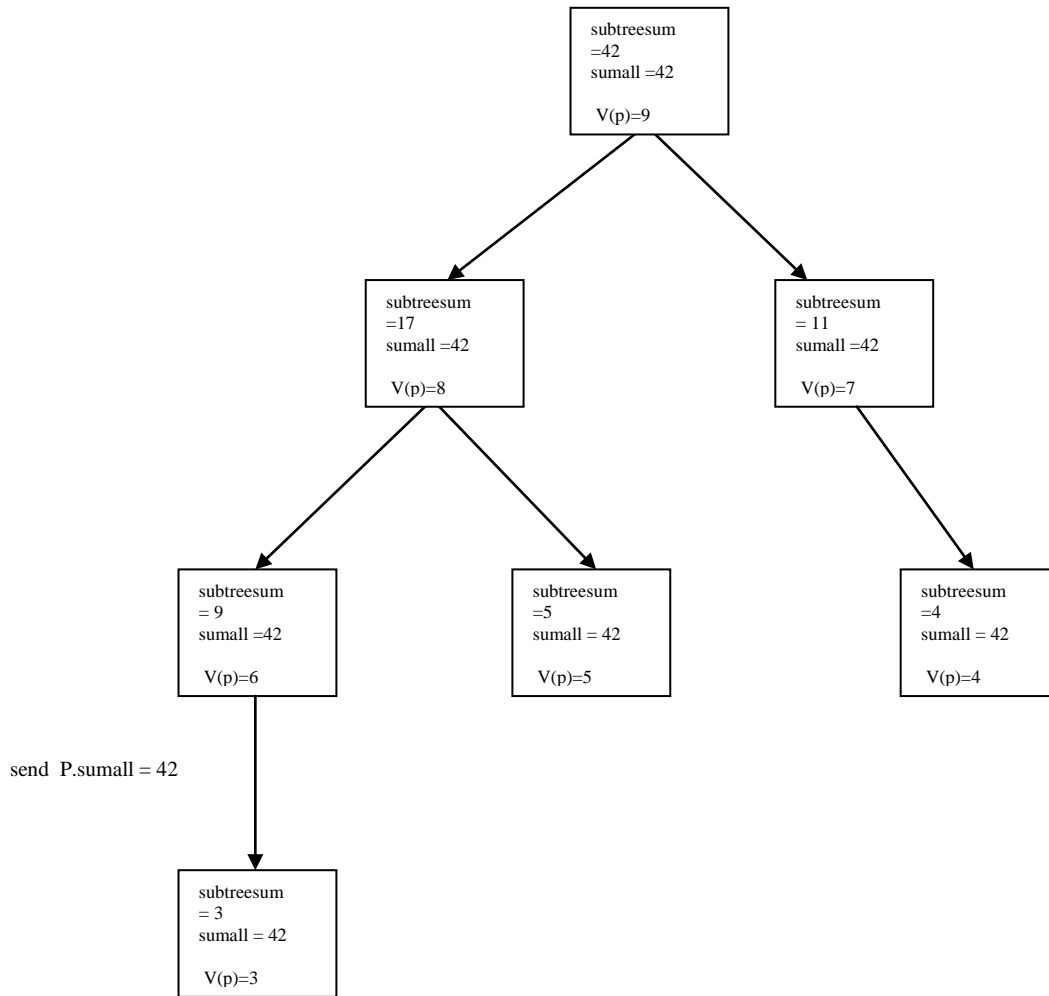 subtreesum
=42
sumall =42
V(p)=9
subtreesum
=17
sumall =42
V(p)=8
subtreesum
= 11
sumall =42
V(p)=7
subtreesum
= 9
sumall =42
V(p)=6
subtreesum
=5
sumall = 42
V(p)=5
subtreesum
=4
sumall = 42
V(p)=4
send P.sumall = 42
subtreesum
= 3
sumall = 42
V(p)=3